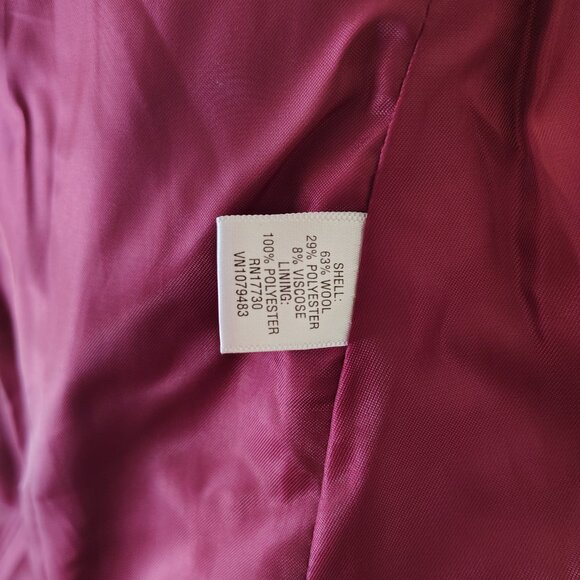 SHELL:
63% WOOL
29% POLYESTER
8% VISCOSE
LINING:
100% POLYESTER
RN17730
VN1079483